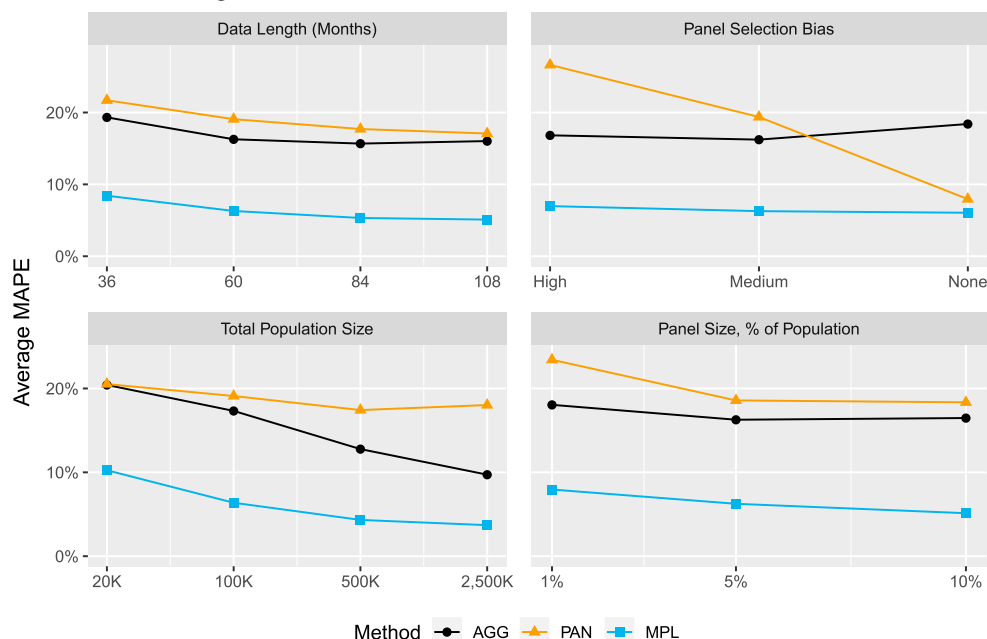 Data Length (Months)
Panel Selection Bias
20%
10%
0%
36 60 84 108
High Medium None
Average MAPE
Total Population Size
Panel Size, % of Population
20%
10%
0%
20K 100K 500K 2,500K
1% 5% 10%
Method AGG PAN MPL